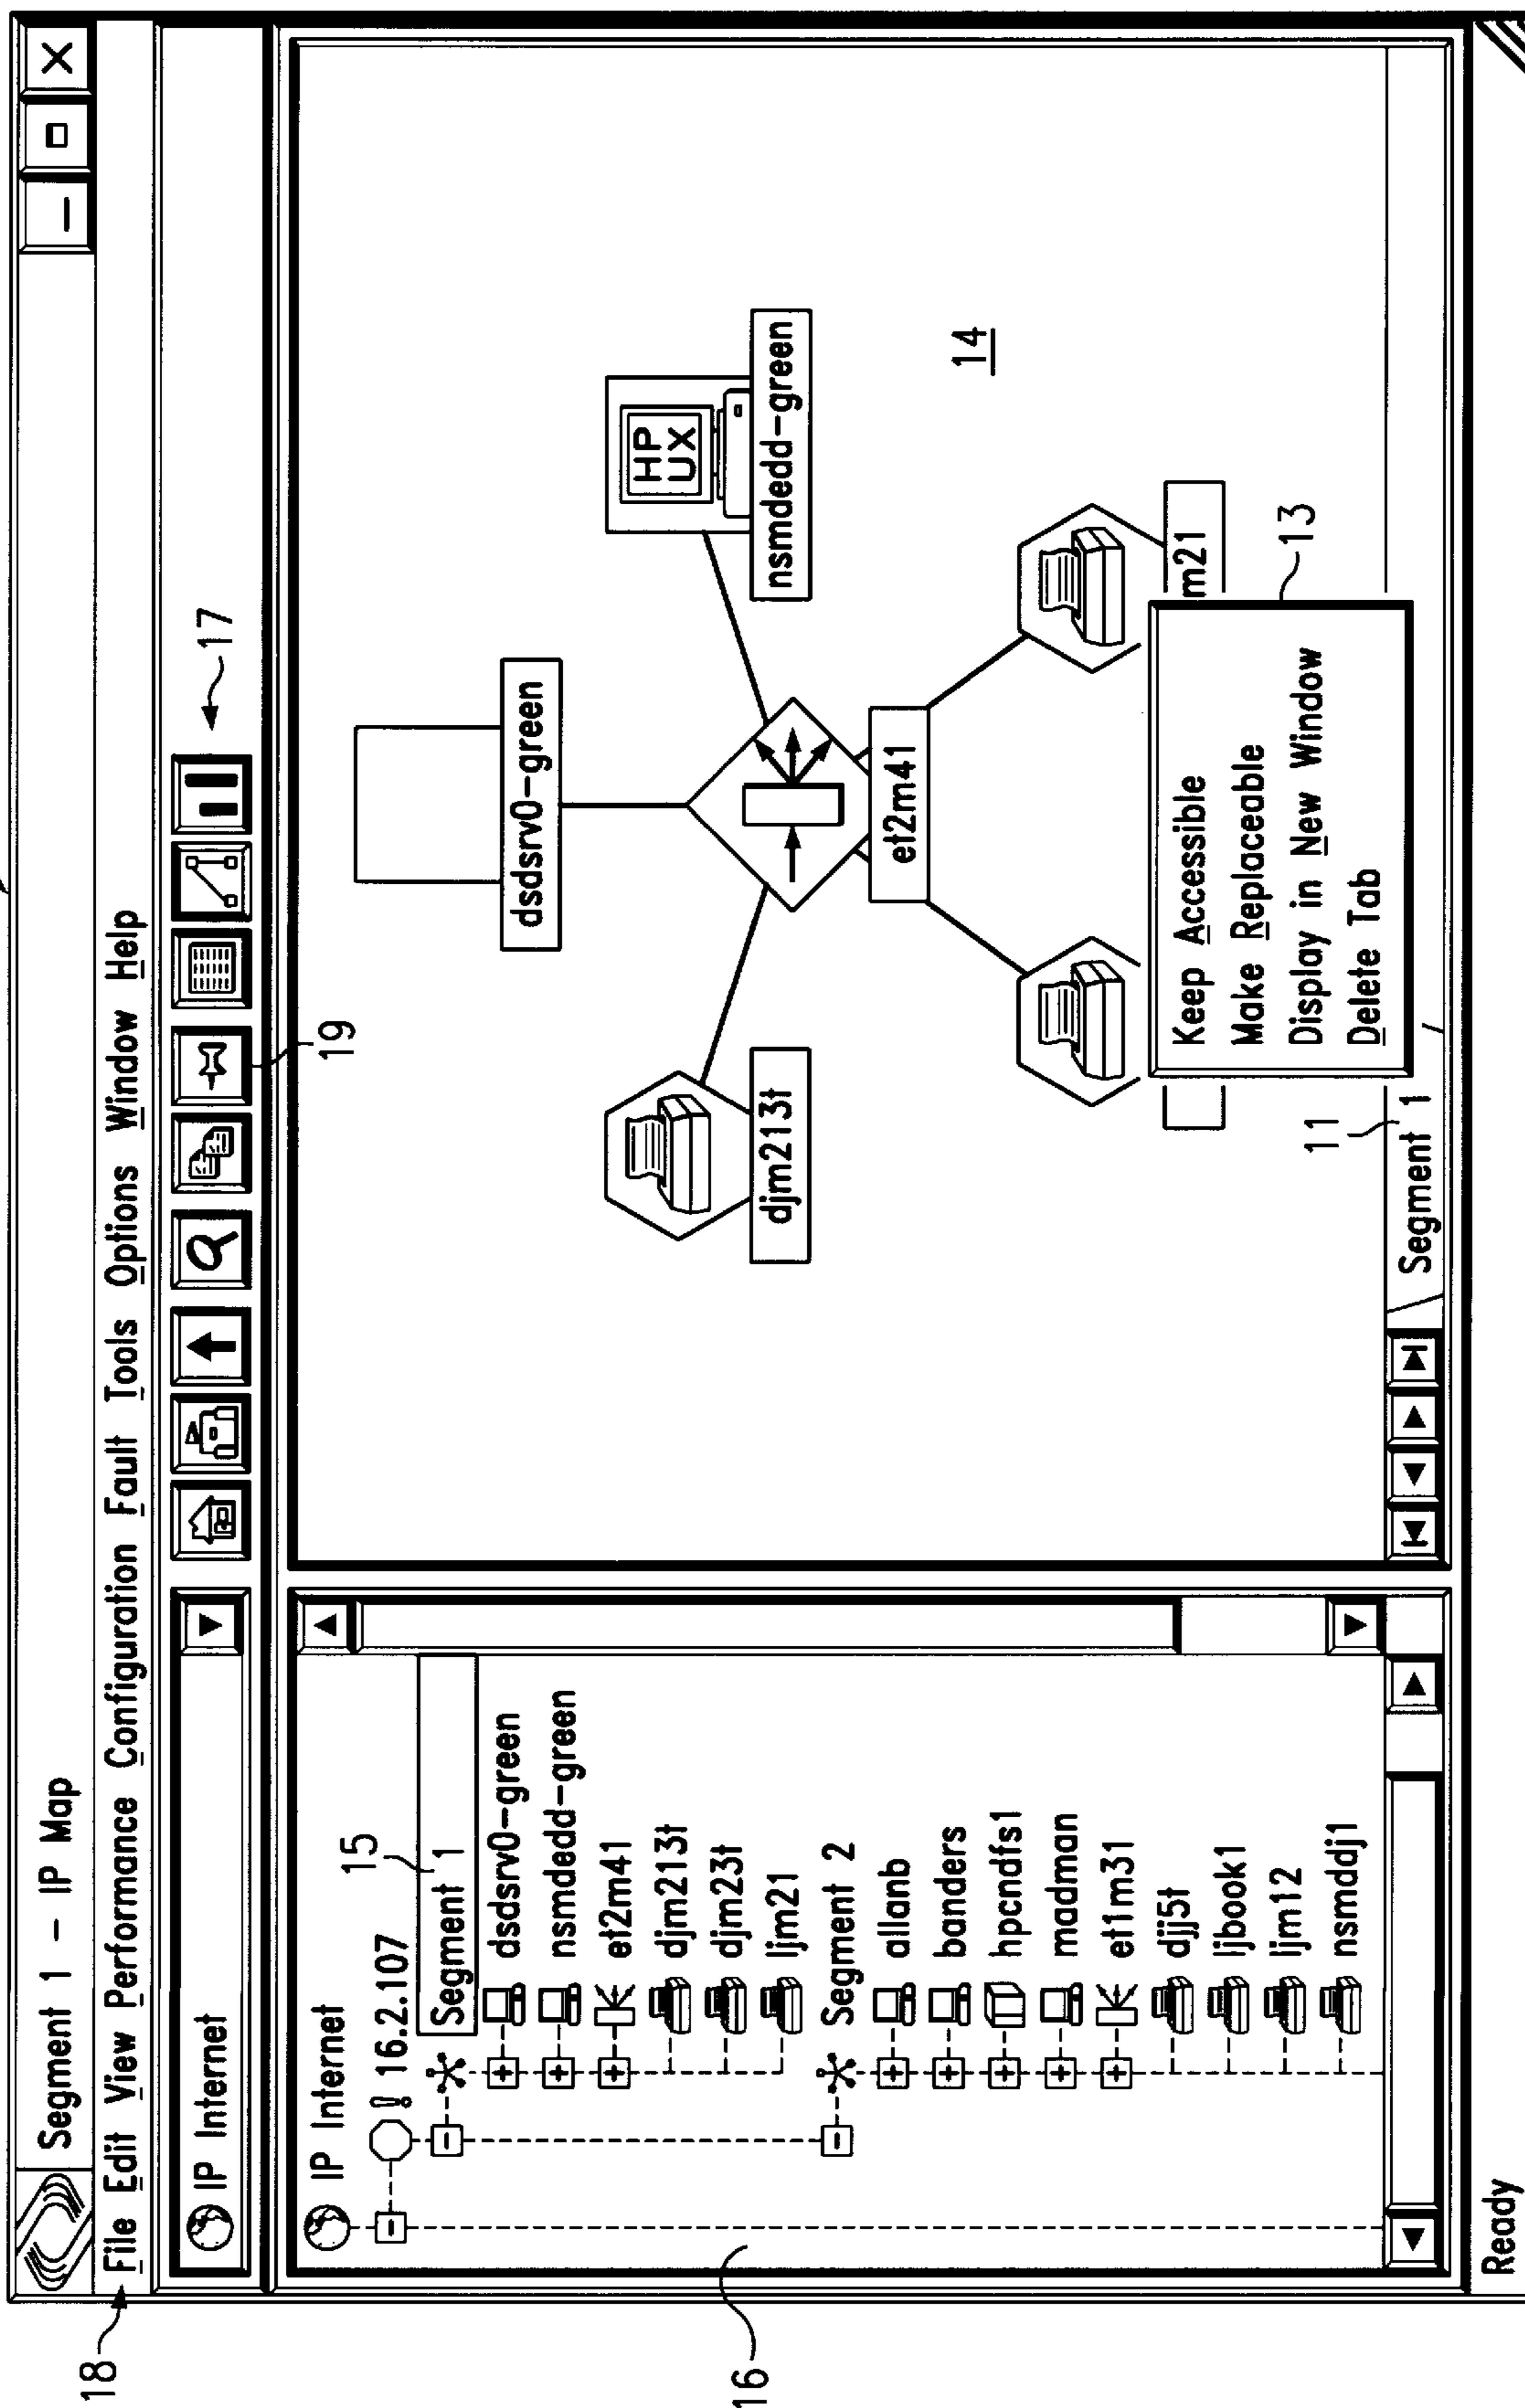 Segment 1 – IP Map
18
File Edit View Performance Configuration Fault Tools Options Window Help
IP Internet
17
19
IP Internet
16.2.107
15
Segment 1
dsdsrv0–green
nsmdedd–green
et2m41
djm213t
djm23t
ljm21
Segment 2
allanb
banders
hpcndfs1
madman
et1m31
djj5t
ljbook1
ljm12
nsmddj1
16
dsdsrv0–green
HP
UX
nsmdedd–green
djm213t
et2m41
14
m21
13
Keep Accessible
Make Replaceable
Display in New Window
Delete Tab
11
Segment 1
Ready